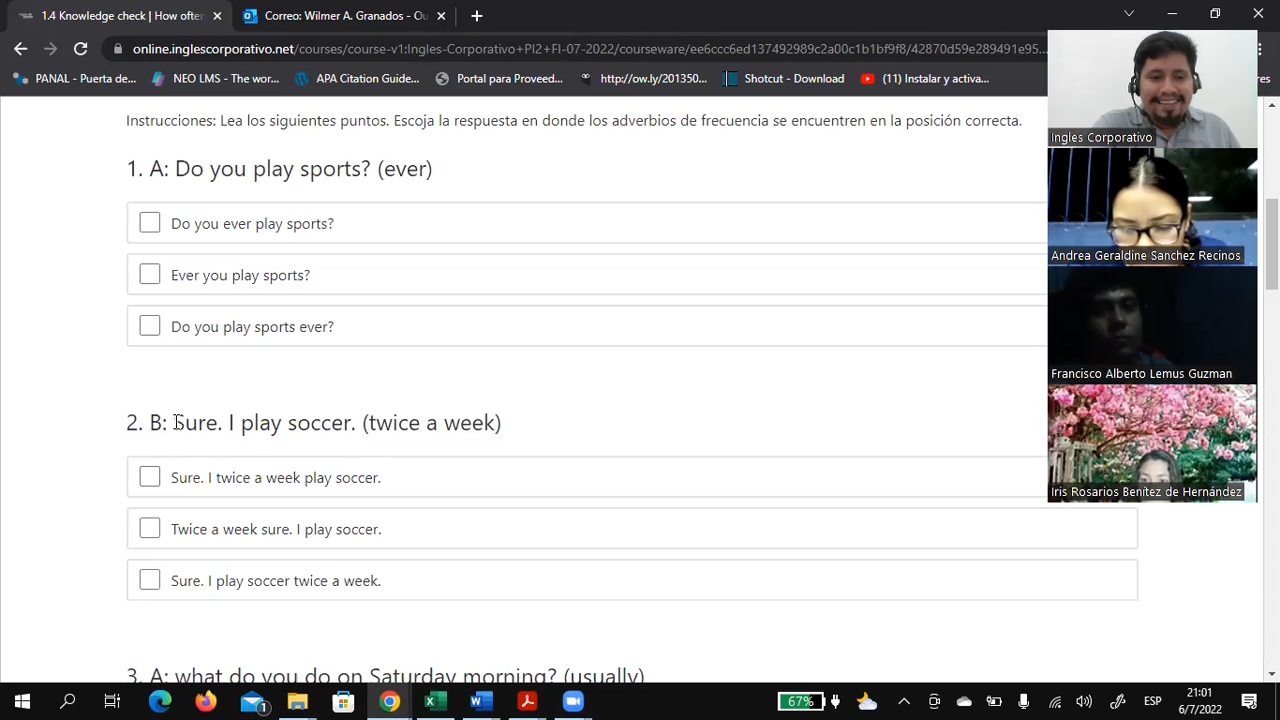 1.4 Knowledge check | How often
Correo: Wilmer A. Granados - Ou
online.inglescorporativo.net/courses/course-v1:Ingles-Corporativo+PI2+FI-07-2022/courseware/ee6ccc6ed137492989c2a00c1b1bf9f8/42870d59e289491e95...
PANAL - Puerta de...
NEO LMS - The wor...
APA Citation Guide...
Portal para Proveed...
http://ow.ly/201350...
Shotcut - Download
(11) Instalar y activa...
res
Instrucciones: Lea los siguientes puntos. Escoja la respuesta en donde los adverbios de frecuencia se encuentren en la posición correcta.
1. A: Do you play sports? (ever)
Do you ever play sports?
Ever you play sports?
Do you play sports ever?
2. B: Sure. I play soccer. (twice a week)
Sure. I twice a week play soccer.
Twice a week sure. I play soccer.
Sure. I play soccer twice a week.
3. A: what do you do on Saturday morning? (usually)
Ingles Corporativo
Andrea Geraldine Sanchez Recinos
Francisco Alberto Lemus Guzman
Iris Rosarios Benítez de Hernández
1
67%
ESP
21:01
6/7/2022